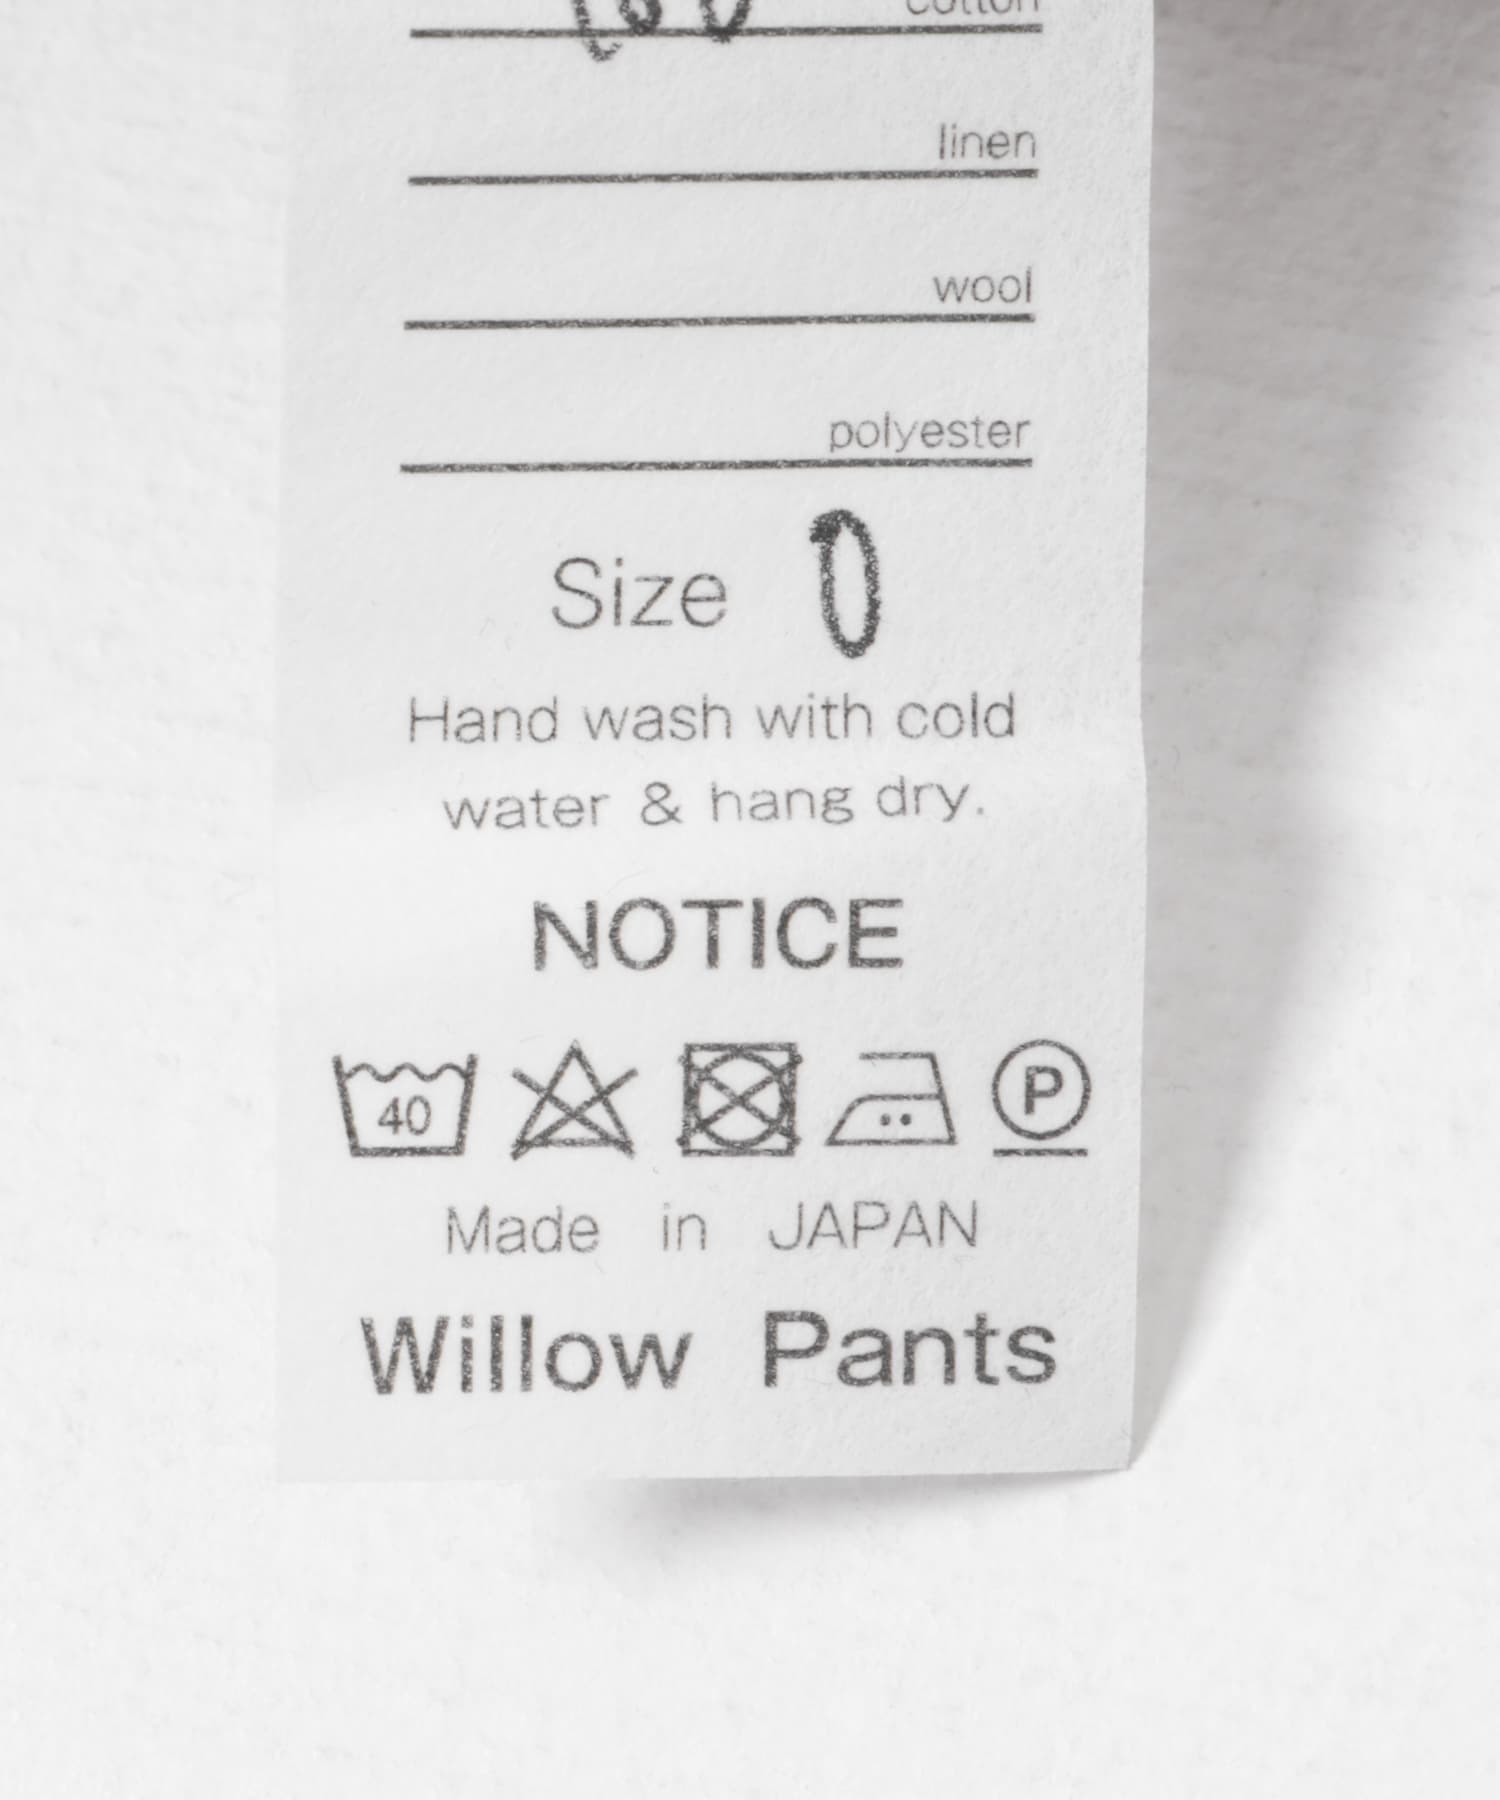 cotton
linen
wool
polyester
Size 0
Hand wash with cold
water & hang dry.
NOTICE
40 P
Made in JAPAN
Willow Pants